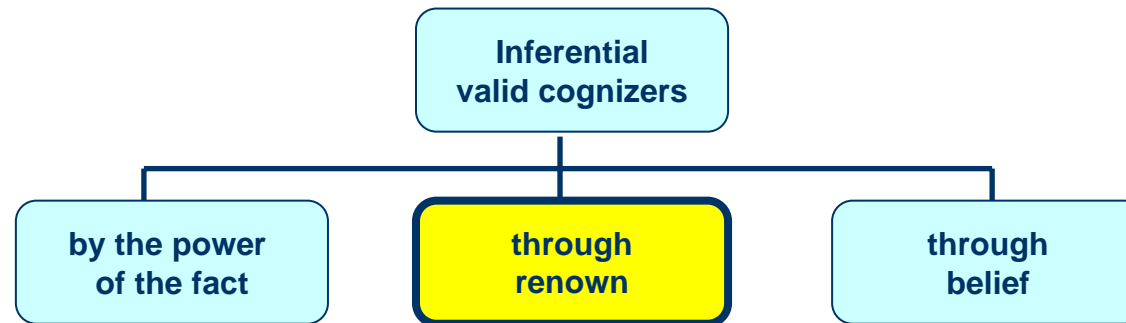 Inferential
valid cognizers
by the power
of the fact
through
renown
through
belief